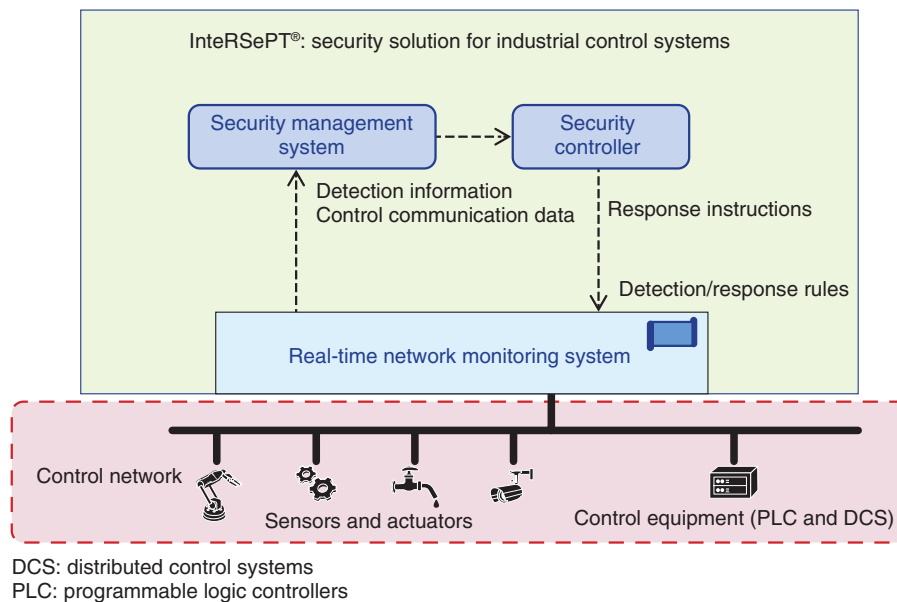 InteRSePT®: security solution for industrial control systems
Security management
system
Security
controller
Detection information
Control communication data
Response instructions
Detection/response rules
Real-time network monitoring system
Control network
Sensors and actuators
Control equipment (PLC and DCS)
DCS: distributed control systems
PLC: programmable logic controllers